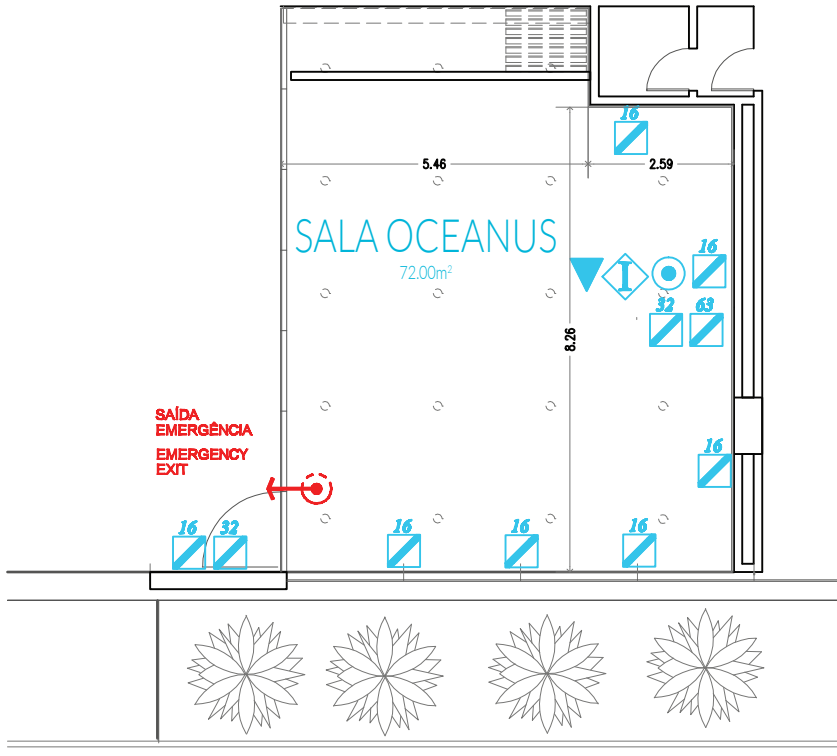 16
5.46
2.59
SALA OCEANUS
72.00m²
I
16
32
63
8.26
SAÍDA
EMERGÊNCIA
EMERGENCY
EXIT
16
16
32
16
16
16